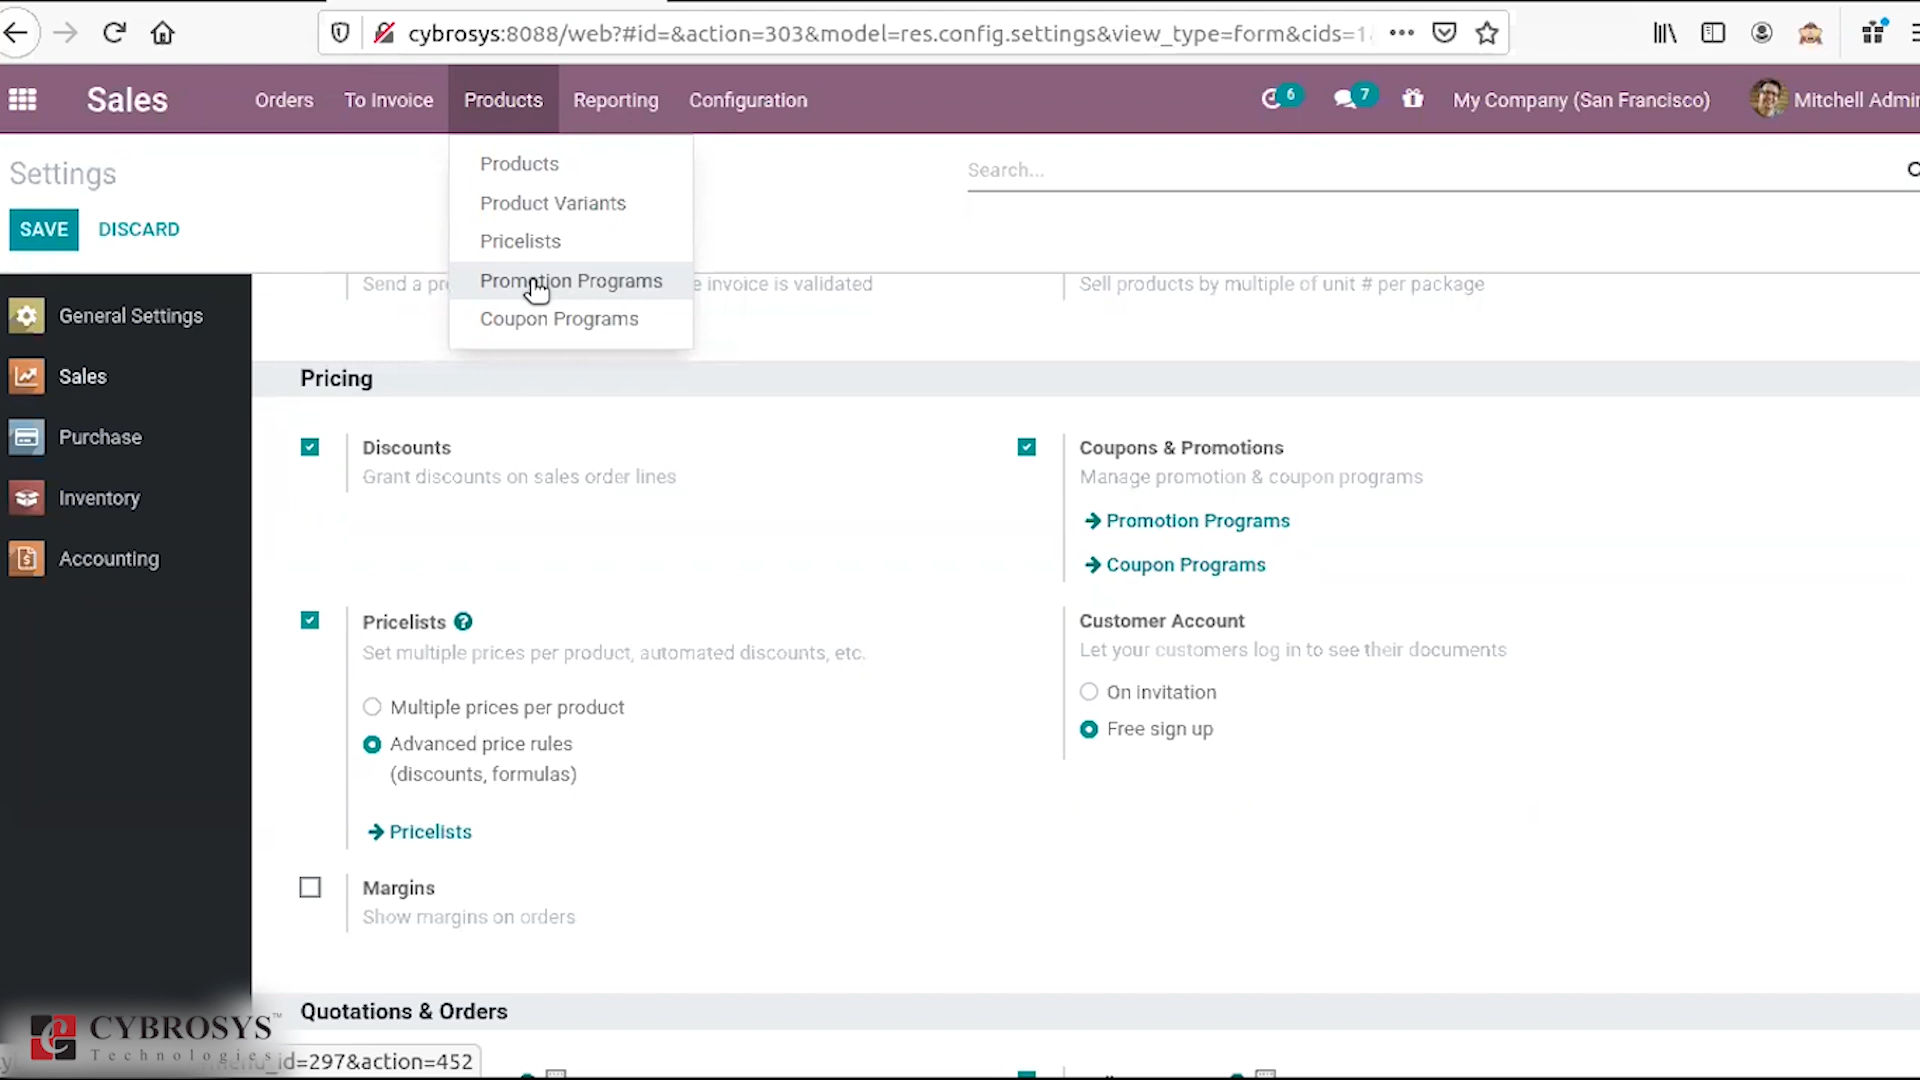 cybrosys:8088/web?#id=&action=303&model=res.config.settings&view_type=form&cids=1
Sales
Orders
To Invoice
Products
Reporting
Configuration
6
7
My Company (San Francisco)
Mitchell Admin
Settings
Search...
SAVE
DISCARD
Products
Product Variants
Pricelists
Promotion Programs
Coupon Programs
Send a pr
e invoice is validated
Sell products by multiple of unit # per package
General Settings
Sales
Purchase
Inventory
Accounting
Pricing
Discounts
Grant discounts on sales order lines
Coupons & Promotions
Manage promotion & coupon programs
Promotion Programs
Coupon Programs
Pricelists ?
Set multiple prices per product, automated discounts, etc.
Multiple prices per product
Advanced price rules
(discounts, formulas)
Pricelists
Customer Account
Let your customers log in to see their documents
On invitation
Free sign up
Margins
Show margins on orders
Quotations & Orders
CYBROSYS™
Technologies
_id=297&action=452